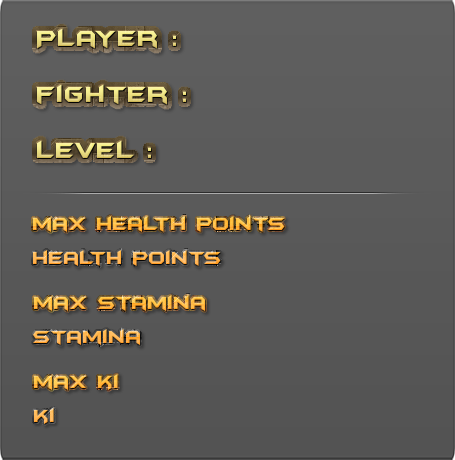 PLAYER :
FIGHTER :
LEVEL :
MAX HEALTH POINTS
HEALTH POINTS
MAX STAMINA
STAMINA
MAX KI
KI